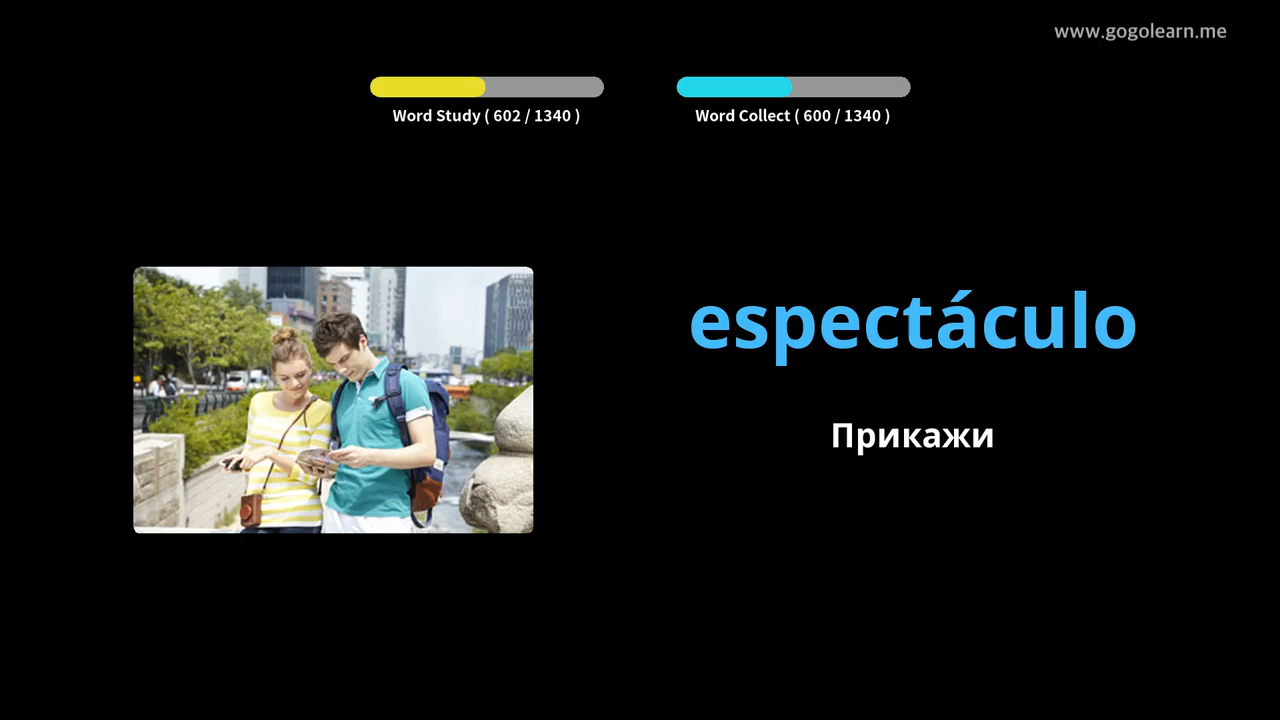 www.gogolearn.me
Word Study ( 602 / 1340 )
Word Collect ( 600 / 1340 )
espectáculo
Прикажи